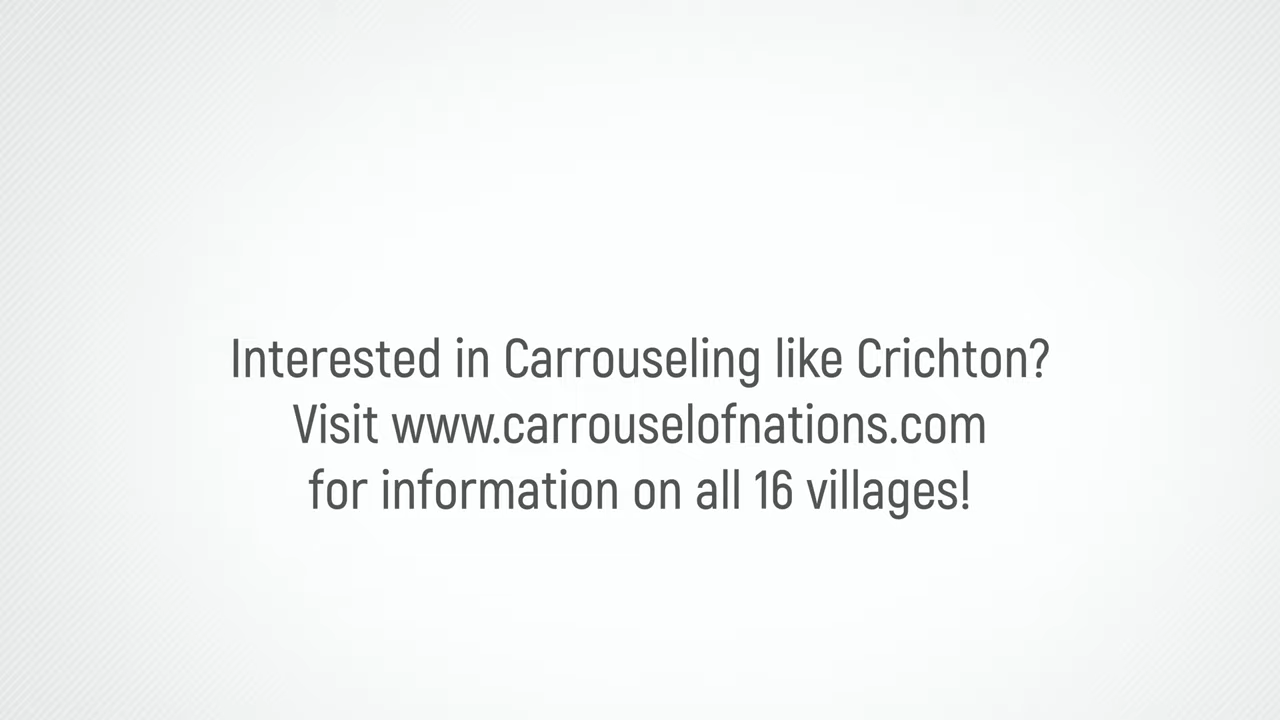 Interested in Carrouseling like Crichton?
Visit www.carrouselofnations.com
for information on all 16 villages!